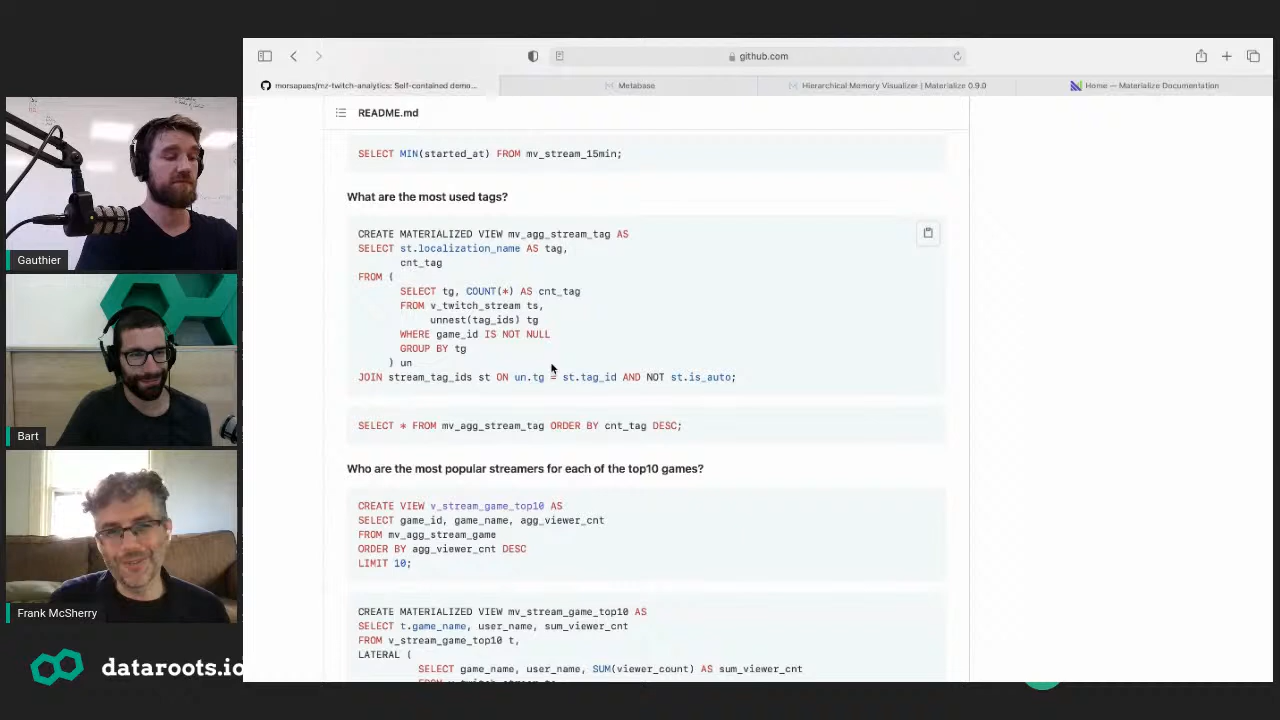 github.com
morsapaes/mz-twitch-analytics: Self-contained demo...
Metabase
Hierarchical Memory Visualizer | Materialize 0.9.0
Home — Materialize Documentation
README.md
SELECT MIN(started_at) FROM mv_stream_15min;
What are the most used tags?
CREATE MATERIALIZED VIEW mv_agg_stream_tag AS
SELECT st.localization_name AS tag,
cnt_tag
FROM (
SELECT tg, COUNT(*) AS cnt_tag
FROM v_twitch_stream ts,
unnest(tag_ids) tg
WHERE game_id IS NOT NULL
GROUP BY tg
) un
JOIN stream_tag_ids st ON un.tg = st.tag_id AND NOT st.is_auto;
SELECT * FROM mv_agg_stream_tag ORDER BY cnt_tag DESC;
Who are the most popular streamers for each of the top10 games?
CREATE VIEW v_stream_game_top10 AS
SELECT game_id, game_name, agg_viewer_cnt
FROM mv_agg_stream_game
ORDER BY agg_viewer_cnt DESC
LIMIT 10;
CREATE MATERIALIZED VIEW mv_stream_game_top10 AS
SELECT t.game_name, user_name, sum_viewer_cnt
FROM v_stream_game_top10 t,
LATERAL (
SELECT game_name, user_name, SUM(viewer_count) AS sum_viewer_cnt
Gauthier
Bart
Frank McSherry
dataroots.io